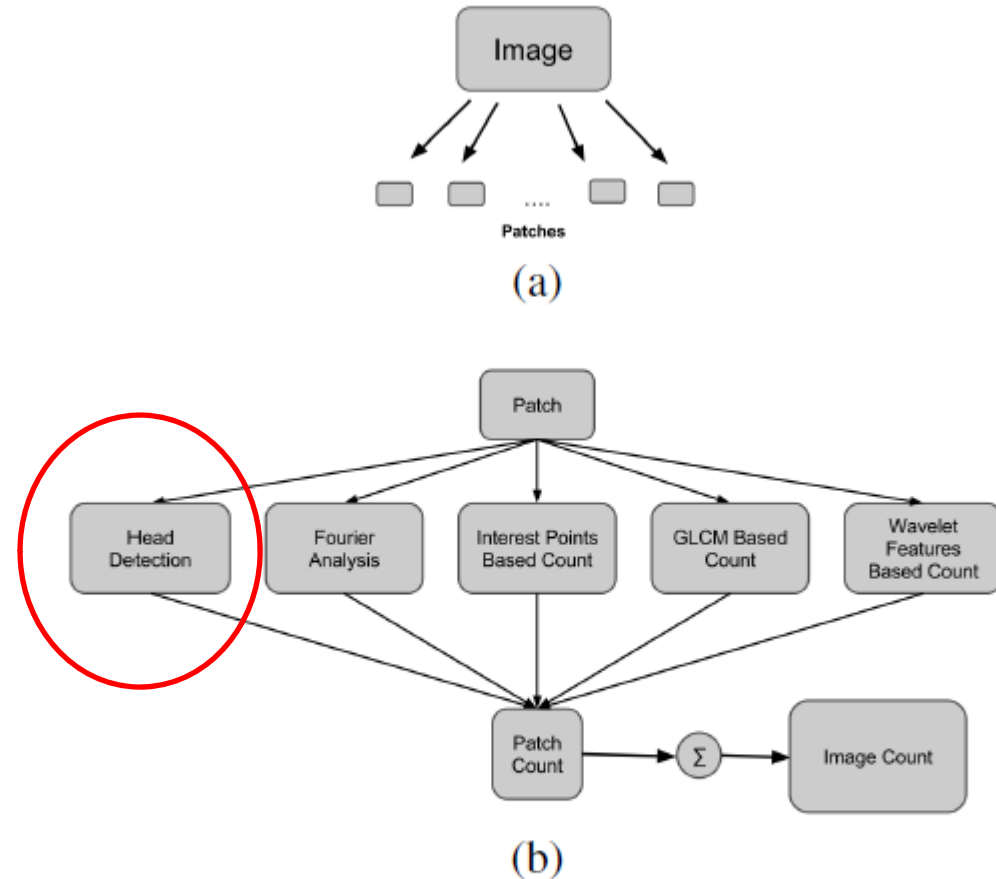 Image
....
Patches
(a)
Patch
Head
Detection
Fourier
Analysis
Interest Points
Based Count
GLCM Based
Count
Wavelet
Features
Based Count
Patch
Count
Σ
Image Count
(b)